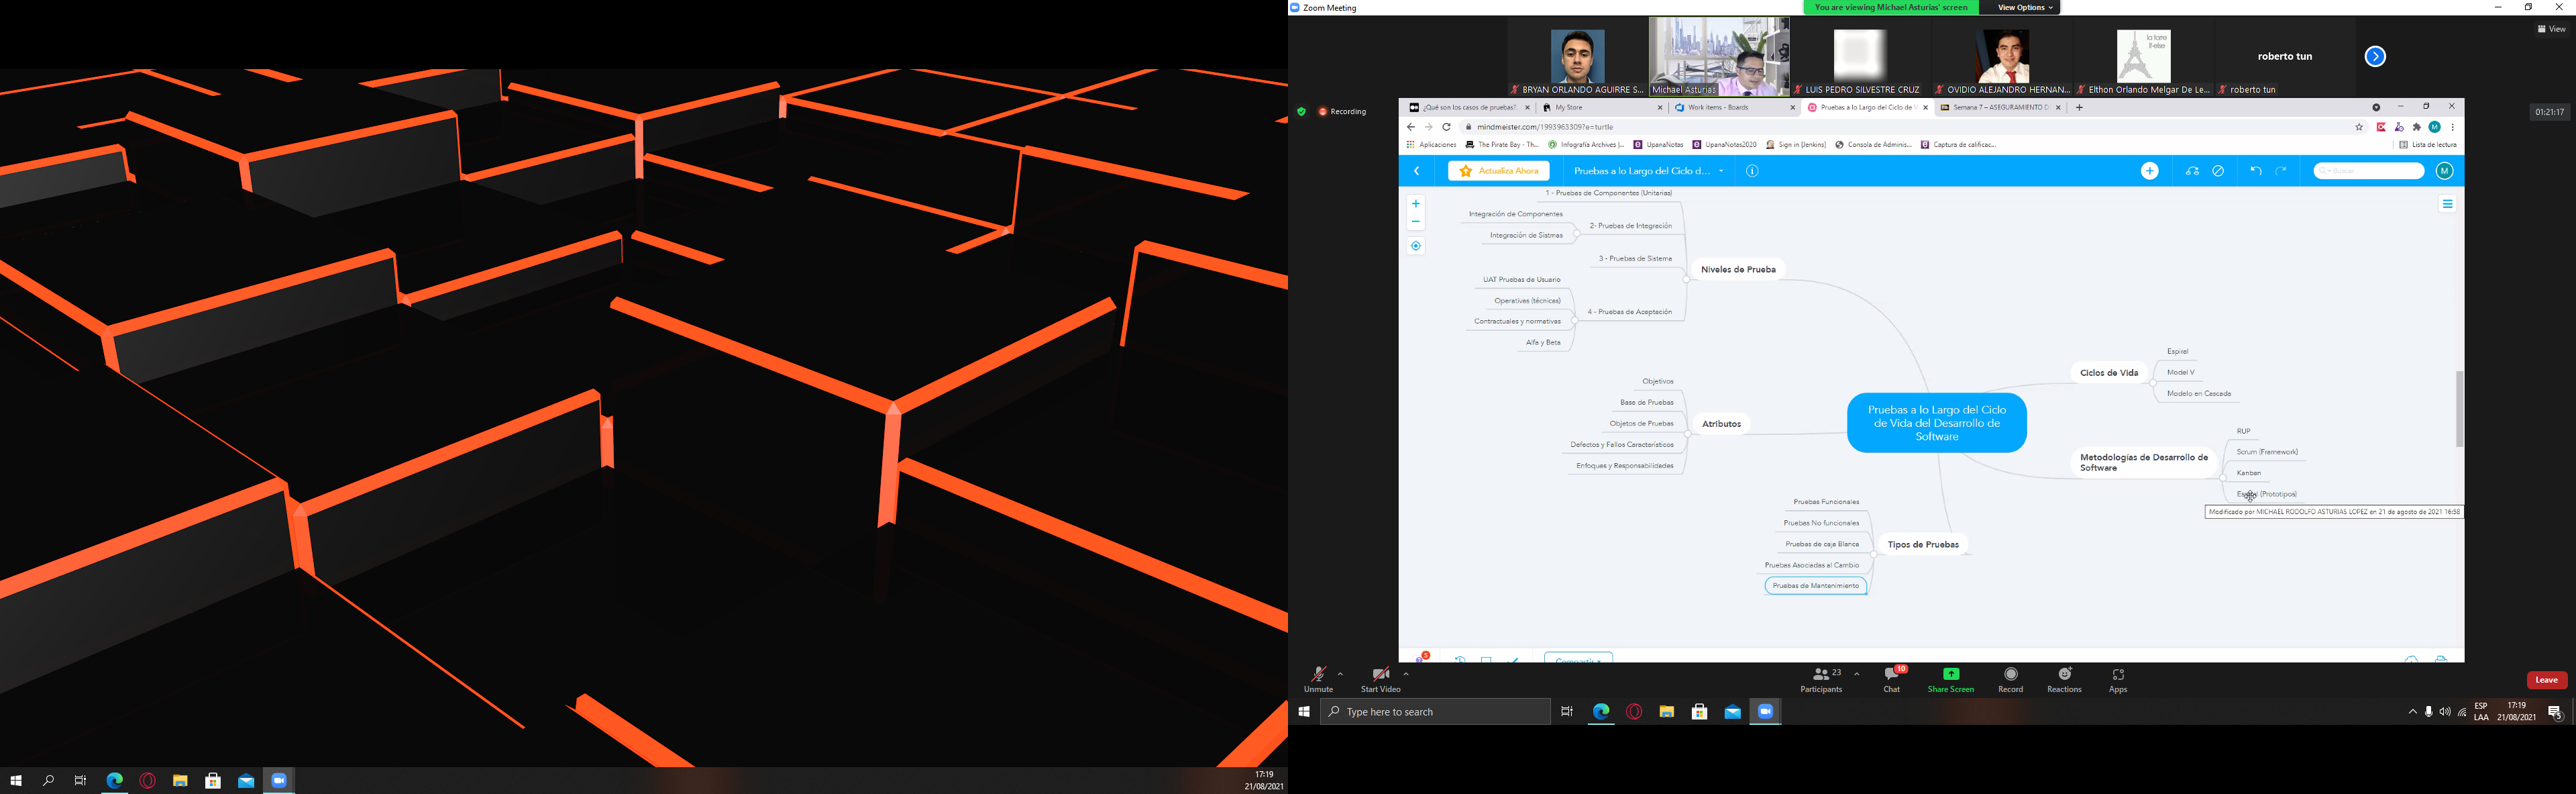 Zoom Meeting
You are viewing Michael Asturias' screen
View Options
View
la torre
Eifelen
roberto tun
BRYAN ORLANDO AGUIRRE S...
Michael Asturias
LUIS PEDRO SILVESTRE CRUZ
OVIDIO ALEJANDRO HERNAN...
Elthon Orlando Melgar De Le...
roberto tun
Recording
01:21:17
¿Qué son los casos de pruebas?.
My Store
Work items - Boards
Pruebas a lo Largo del Ciclo de V
Semana 7 – ASEGURAMIENTO D
mindmeister.com/1993963309?e=turtle
Aplicaciones
The Pirate Bay - Th...
Infografía Archives |...
UpanaNotas
UpanaNotas2020
Sign in [Jenkins]
Consola de Adminis...
Captura de calificac...
Lista de lectura
Actualiza Ahora
Pruebas a lo Largo del Ciclo d...
Buscar
M
1 - Pruebas de Componentes (Unitarias)
Integración de Componentes
2- Pruebas de Integración
Integración de Sistmas
3 - Pruebas de Sistema
Niveles de Prueba
UAT Pruebas de Usuario
Operativas (técnicas)
4 - Pruebas de Aceptación
Contractuales y normativas
Alfa y Beta
Objetivos
Base de Pruebas
Objetos de Pruebas
Atributos
Defectos y Fallos Característicos
Enfoques y Responsabilidades
Pruebas a lo Largo del Ciclo
de Vida del Desarrollo de
Software
Ciclos de Vida
Espiral
Model V
Modelo en Cascada
Metodologías de Desarrollo de
Software
RUP
Scrum (Framework)
Kanban
(Prototipos)
Modificado por MICHAEL RODOLFO ASTURIAS LOPEZ en 21 de agosto de 2021 16:58
Pruebas Funcionales
Pruebas No funcionales
Pruebas de caja Blanca
Tipos de Pruebas
Pruebas Asociadas al Cambio
Pruebas de Mantenimiento
Compartir
Unmute
Start Video
Participants
23
Chat
10
Share Screen
Record
Reactions
Apps
Leave
Type here to search
ESP
LAA
17:19
21/08/2021
5
17:19
21/08/2021